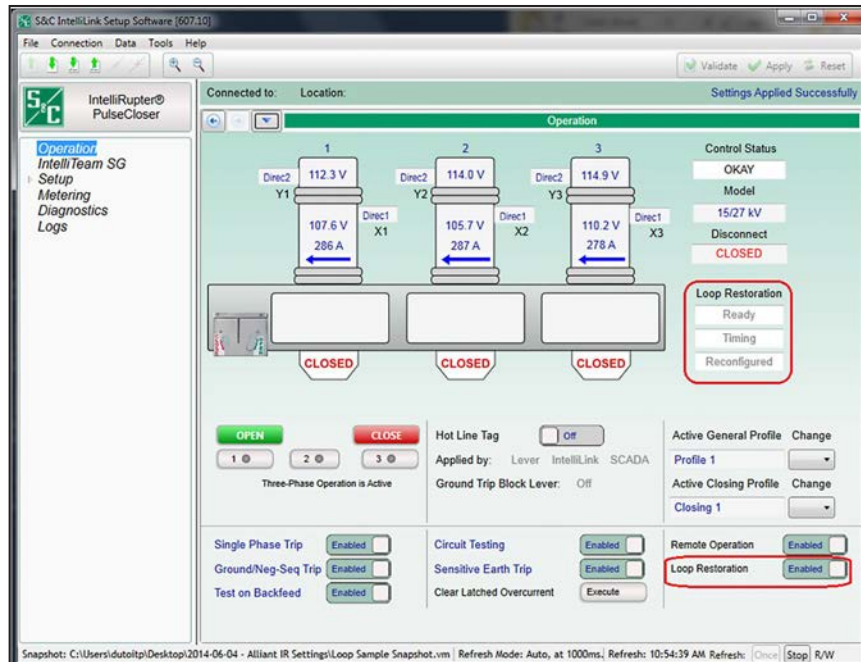 S&C IntelliLink Setup Software [607.10]
File Connection Data Tools Help
Validate Apply Reset
S&C
IntelliRupter®
PulseCloser
Connected to: Location: Settings Applied Successfully
Operation
Operation
IntelliTeam SG
Setup
Metering
Diagnostics
Logs
1 2 3
Direc2 112.3 V Direc2 114.0 V Direc2 114.9 V
Y1 Y2 Y3
107.6 V Direc1 105.7 V Direc1 110.2 V Direc1
286 A X1 287 A X2 278 A X3
CLOSED CLOSED CLOSED
Control Status
OKAY
Model
15/27 kV
Disconnect
CLOSED
Loop Restoration
Ready
Timing
Reconfigured
OPEN CLOSE
1 2 3
Three-Phase Operation is Active
Hot Line Tag Off
Applied by: Lever IntelliLink SCADA
Ground Trip Block Lever: Off
Active General Profile Change
Profile 1
Active Closing Profile Change
Closing 1
Single Phase Trip Enabled
Ground/Neg-Seq Trip Enabled
Test on Backfeed Enabled
Circuit Testing Enabled
Sensitive Earth Trip Enabled
Clear Latched Overcurrent Execute
Remote Operation Enabled
Loop Restoration Enabled
Snapshot: C:\Users\dutoitp\Desktop\2014-06-04 - Alliant IR Settings\Loop Sample Snapshot.vm Refresh Mode: Auto, at 1000ms. Refresh: 10:54:39 AM Refresh: Once Stop R/W